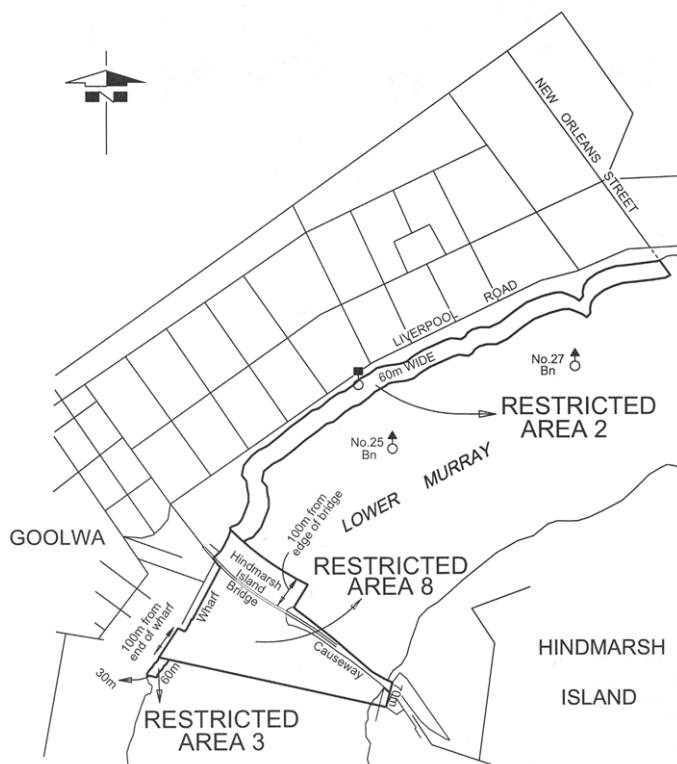 N
NEW ORLEANS STREET
LIVERPOOL ROAD
60m WIDE
No.27
Bn
RESTRICTED
AREA 2
No.25
Bn
LOWER MURRAY
GOOLWA
100m from
edge of bridge
Hindmarsh
Island
Bridge
RESTRICTED
AREA 8
Wharf
100m from
end of wharf
Causeway
HINDMARSH
ISLAND
30m
60m
70m
RESTRICTED
AREA 3